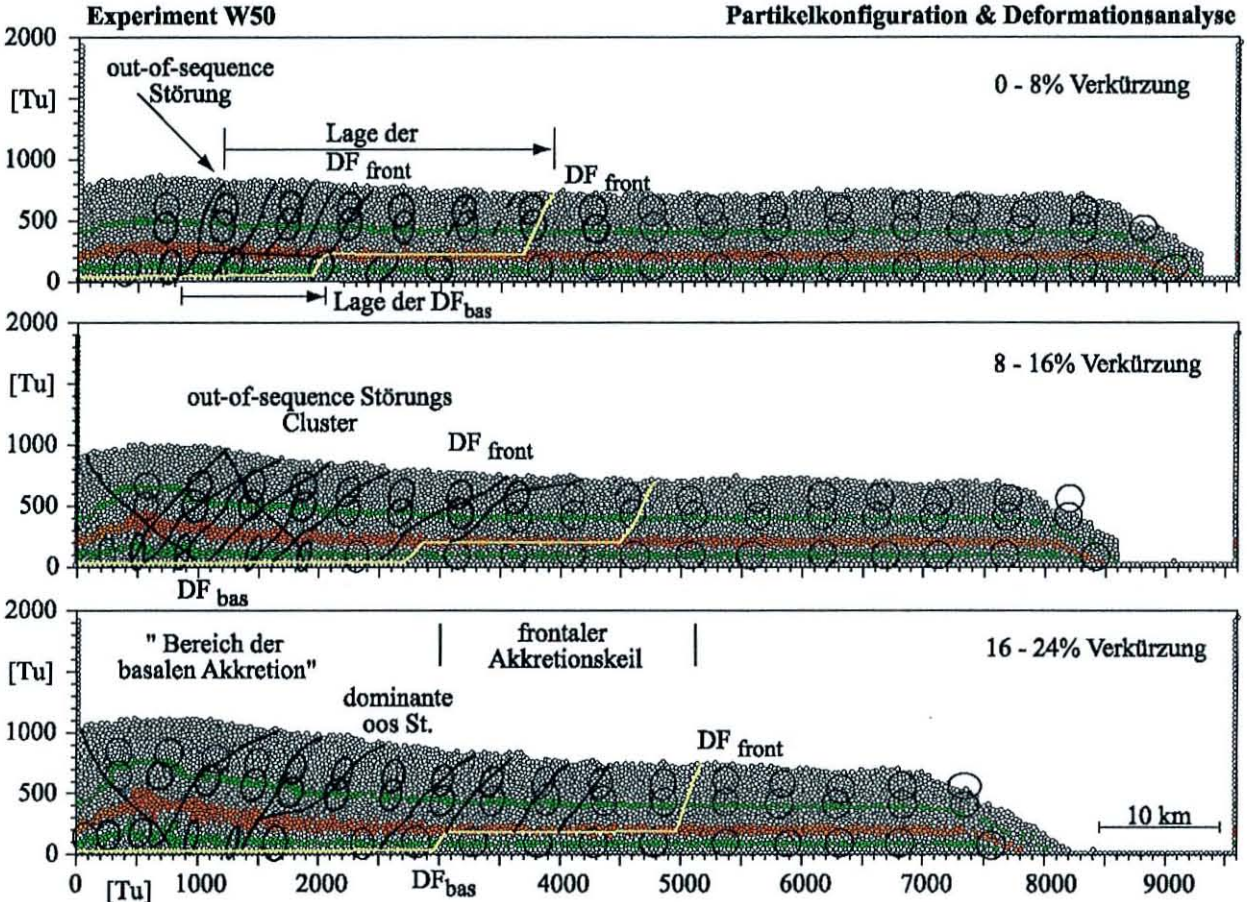 Experiment W50
Partikelkonfiguration & Deformationsanalyse
2000
out-of-sequence
Störung
0 - 8% Verkürzung
[Tu]
Lage der
DF front
1000
DF front
500
0
Lage der DFbas
2000
8 - 16% Verkürzung
[Tu]
out-of-sequence Störungs
Cluster
DF front
1000
500
0
DF bas
2000
" Bereich der
basalen Akkretion"
frontaler
Akkretionskeil
16 - 24% Verkürzung
[Tu]
dominante
oos St.
1000
DF front
500
10 km
0
0 [Tu] 1000 2000 DFbas 4000 5000 6000 7000 8000 9000